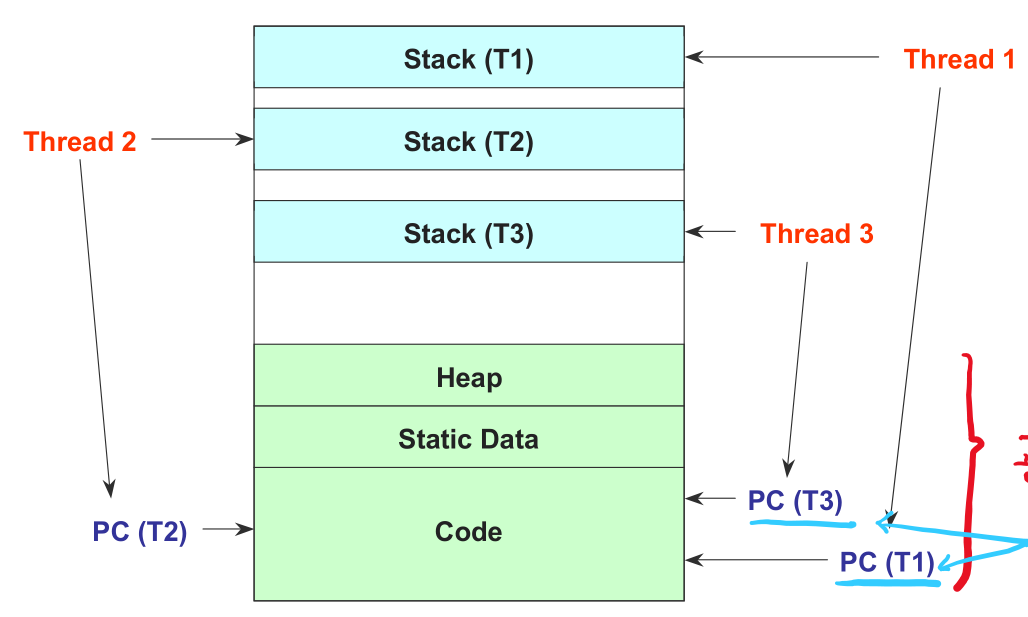 Stack (T1)
Thread 1
Thread 2
Stack (T2)
Stack (T3)
Thread 3
Heap
Static Data
PC (T3)
PC (T2)
Code
PC (T1)